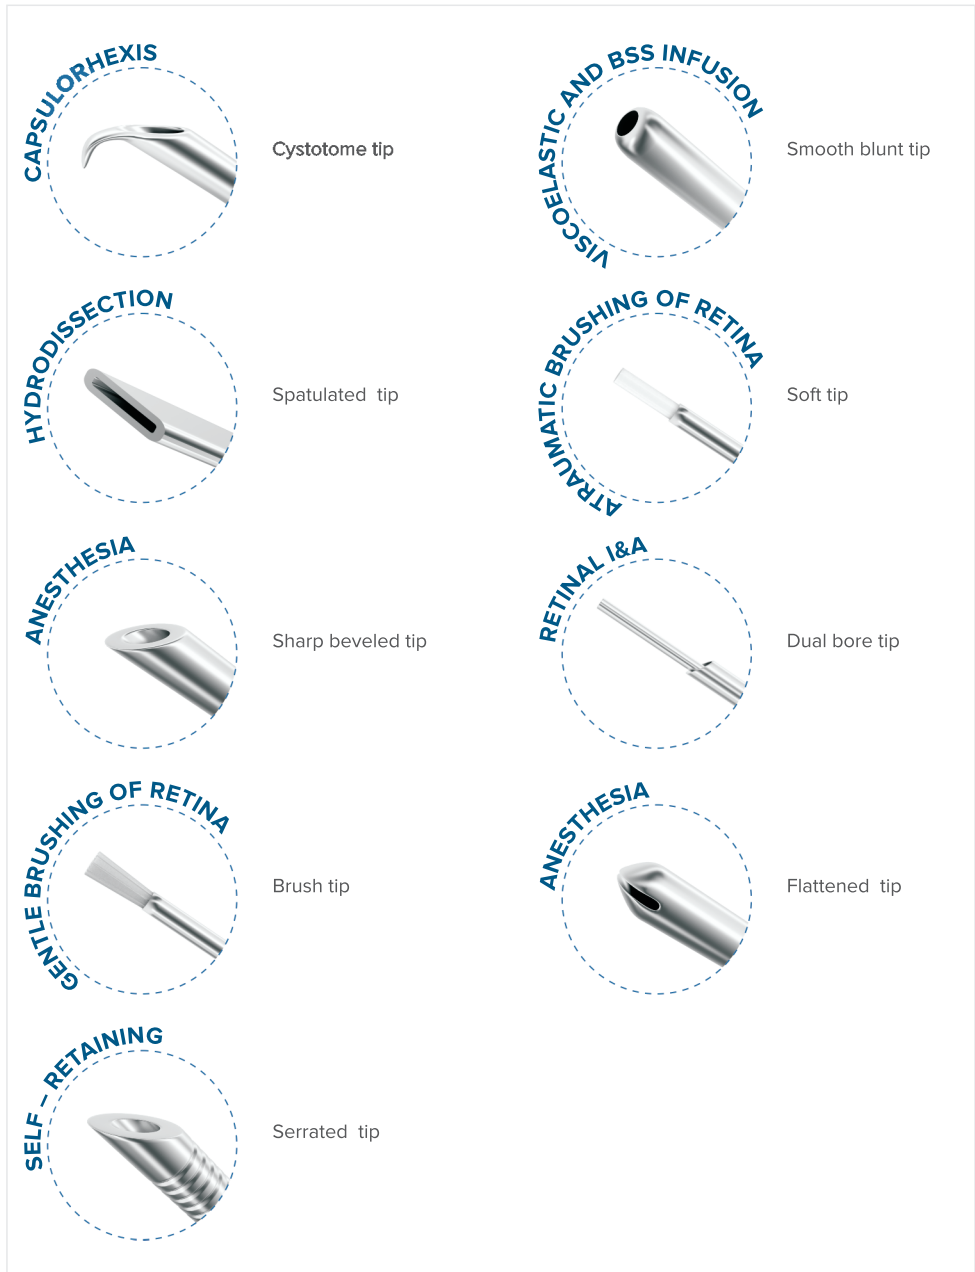 CAPSULORHEXIS
Cystotome tip
VISCOELASTIC AND BSS INFUSION
Smooth blunt tip
HYDRODISSECTION
Spatulated tip
ATRAUMATIC BRUSHING OF RETINA
Soft tip
ANESTHESIA
Sharp beveled tip
RETINAL I&A
Dual bore tip
GENTLE BRUSHING OF RETINA
Brush tip
ANESTHESIA
Flattened tip
SELF – RETAINING
Serrated tip